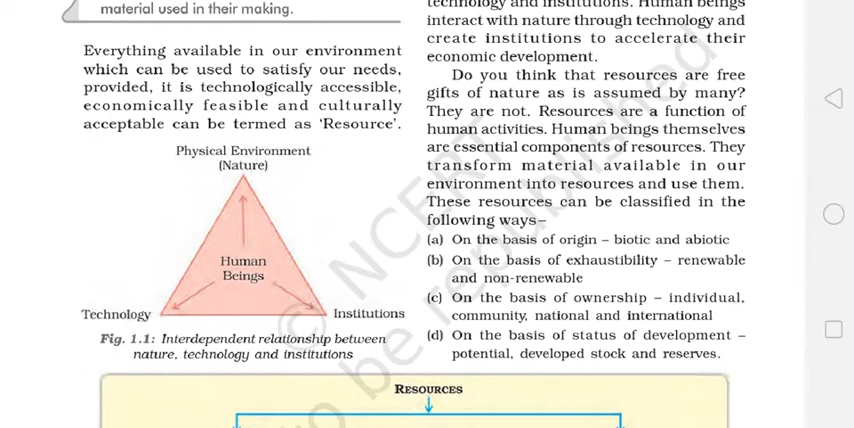 material used in their making.
Everything available in our environment
which can be used to satisfy our needs,
provided, it is technologically accessible,
economically feasible and culturally
acceptable can be termed as ‘Resource’.
Physical Environment
(Nature)
Human
Beings
Technology
Institutions
Fig. 1.1: Interdependent relationship between
nature, technology and institutions
technology and institutions. Human beings
interact with nature through technology and
create institutions to accelerate their
economic development.
Do you think that resources are free
gifts of nature as is assumed by many?
They are not. Resources are a function of
human activities. Human beings themselves
are essential components of resources. They
transform material available in our
environment into resources and use them.
These resources can be classified in the
following ways–
(a) On the basis of origin – biotic and abiotic
(b) On the basis of exhaustibility – renewable
and non-renewable
(c) On the basis of ownership – individual,
community, national and international
(d) On the basis of status of development –
potential, developed stock and reserves.
RESOURCES
© NCERT
to be republished